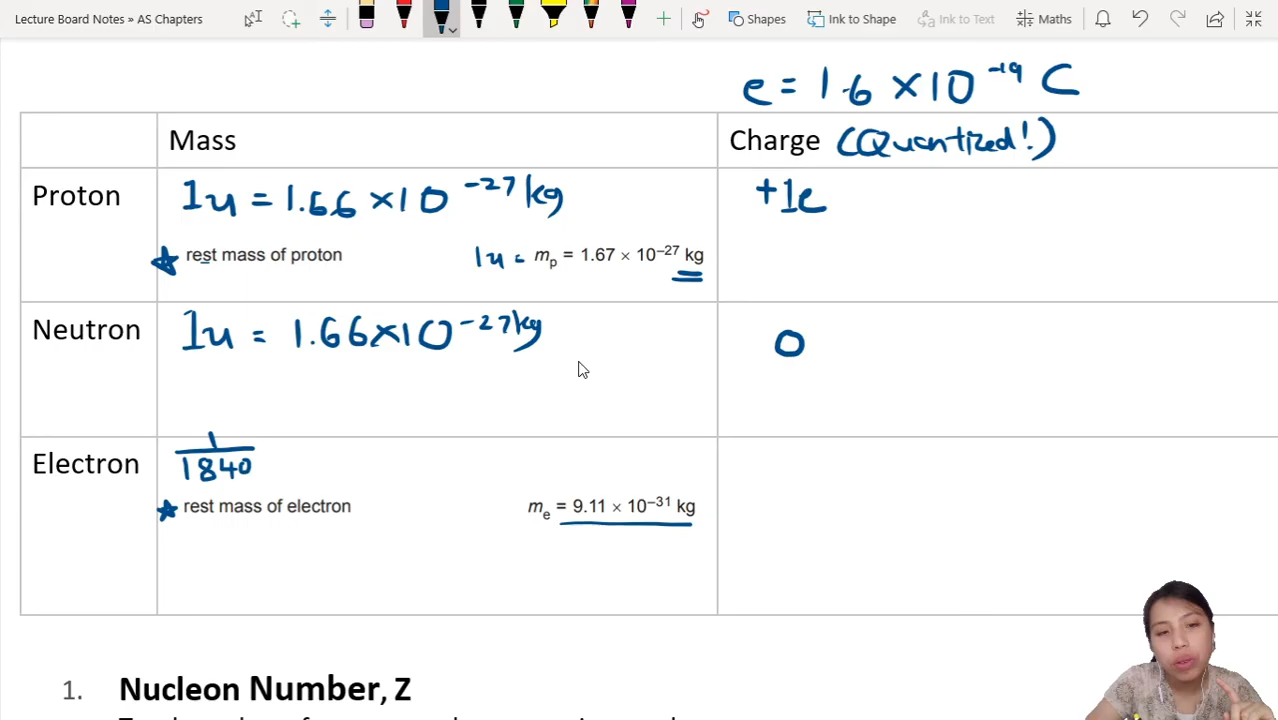 Lecture Board Notes » AS Chapters
Shapes
Ink to Shape
Ink to Text
Maths
e = 1.6 × 10⁻¹⁹ C
Mass
Charge (Quantized!)
Proton
1u = 1.66 × 10⁻²⁷ kg
+1e
rest mass of proton
1u = mₚ = 1.67 × 10⁻²⁷ kg
Neutron
1u = 1.66 × 10⁻²⁷ kg
0
Electron
1/1840
rest mass of electron
mₑ = 9.11 × 10⁻³¹ kg
1. Nucleon Number, Z